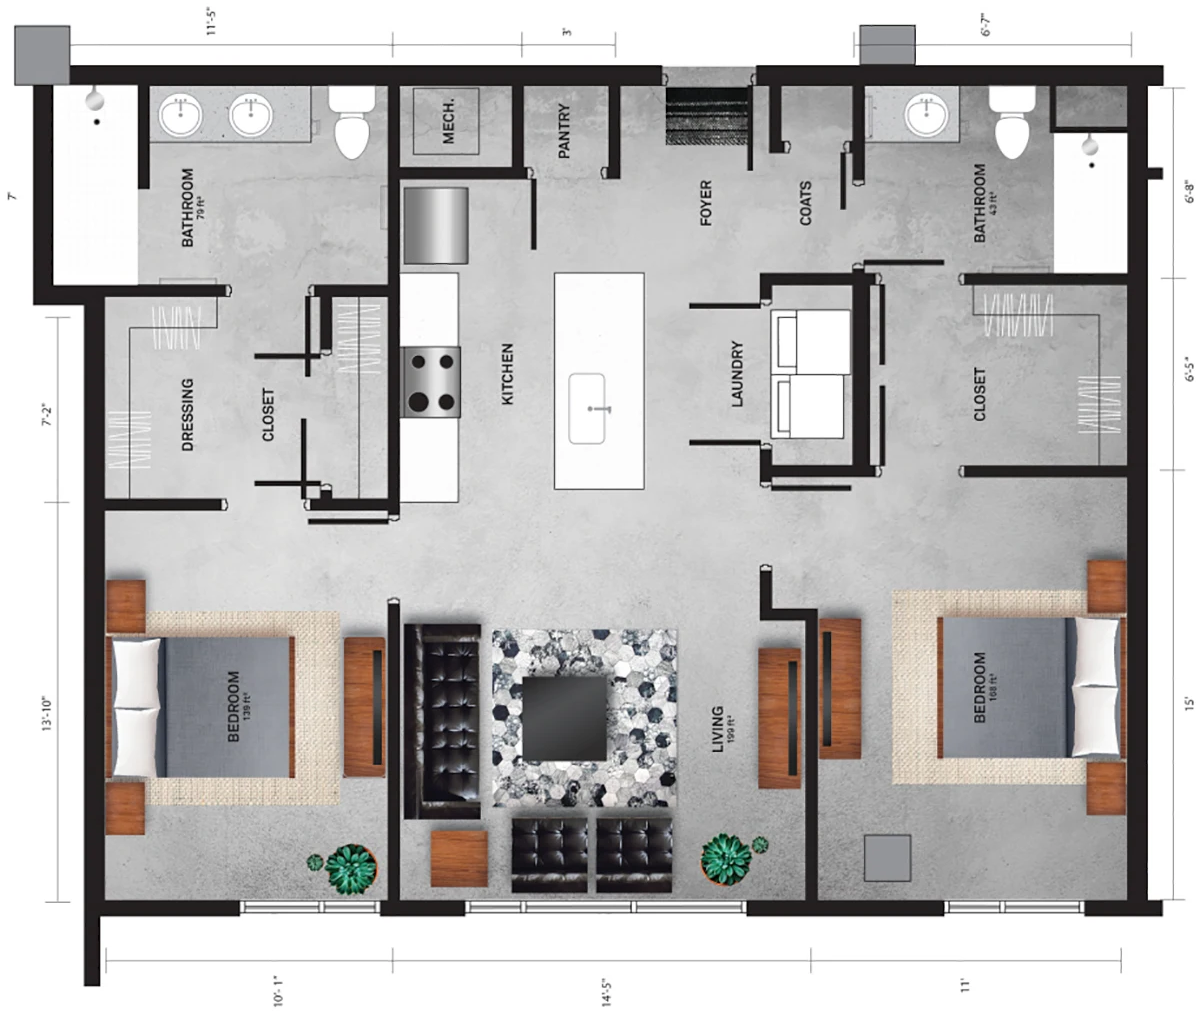 11'-5"
3'
6'-7"
MECH.
PANTRY
BATHROOM
79 ft²
FOYER
COATS
BATHROOM
43 ft²
7'
6'-8"
KITCHEN
LAUNDRY
DRESSING
CLOSET
CLOSET
7'-2"
6'-5"
BEDROOM
139 ft²
LIVING
199 ft²
BEDROOM
168 ft²
13'-10"
15'
10'- 1"
14'-5"
11'